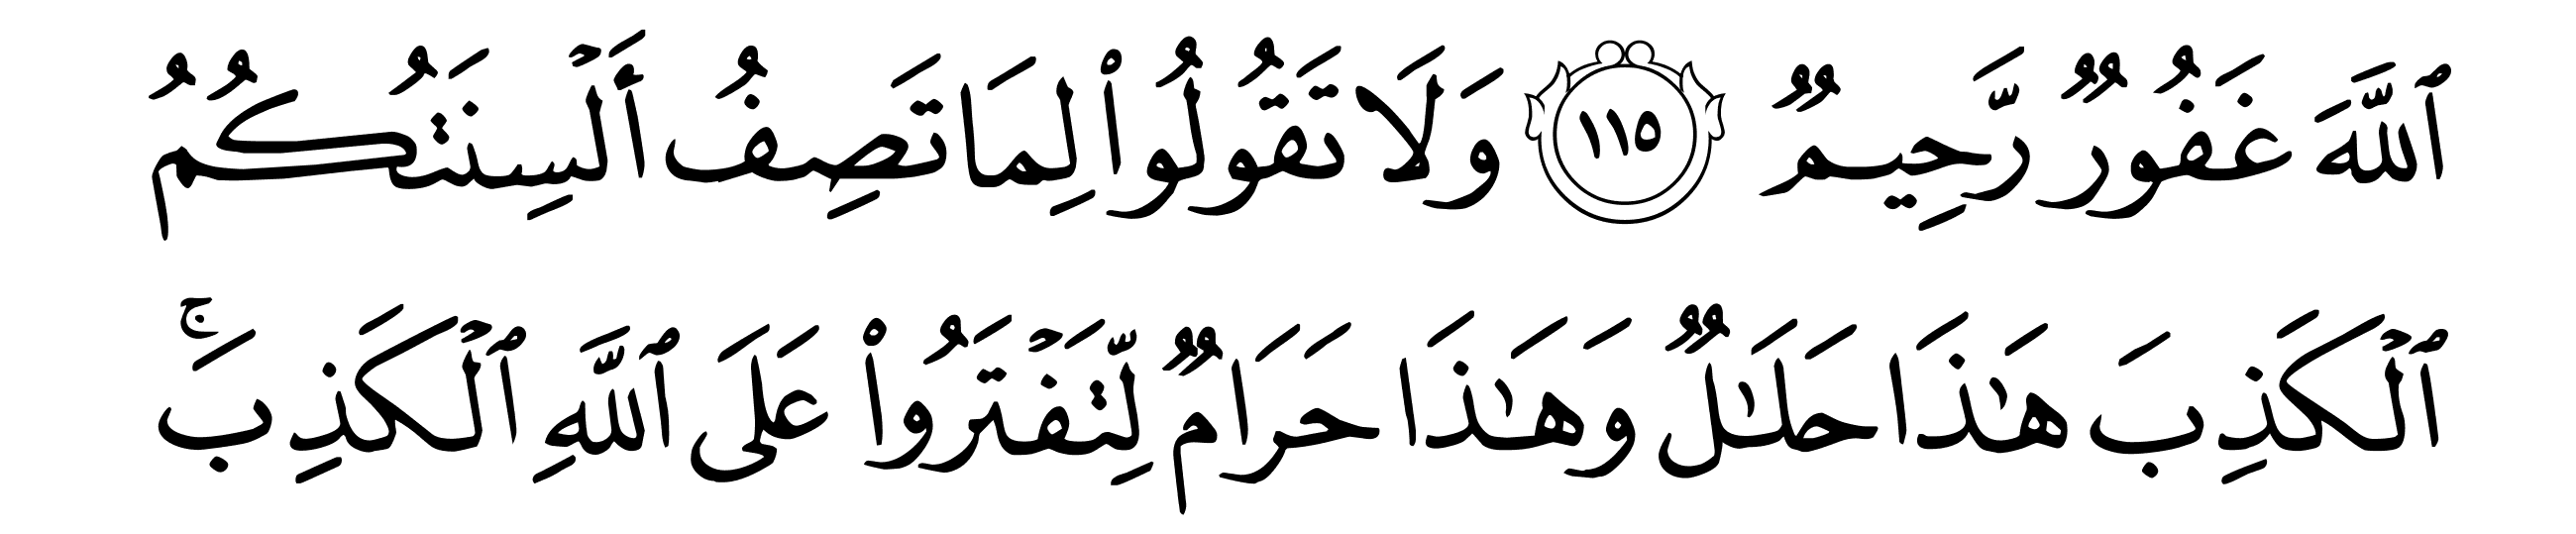 ٱللَّهَ غَفُورٌ رَّحِيمٌ ١١٥ وَلَا تَقُولُوا۟ لِمَا تَصِفُ أَلْسِنَتُكُمُ
ٱلْكَذِبَ هَـٰذَا حَلَـٰلٌ وَهَـٰذَا حَرَامٌ لِّتَفْتَرُوا۟ عَلَى ٱللَّهِ ٱلْكَذِبَ ۚ